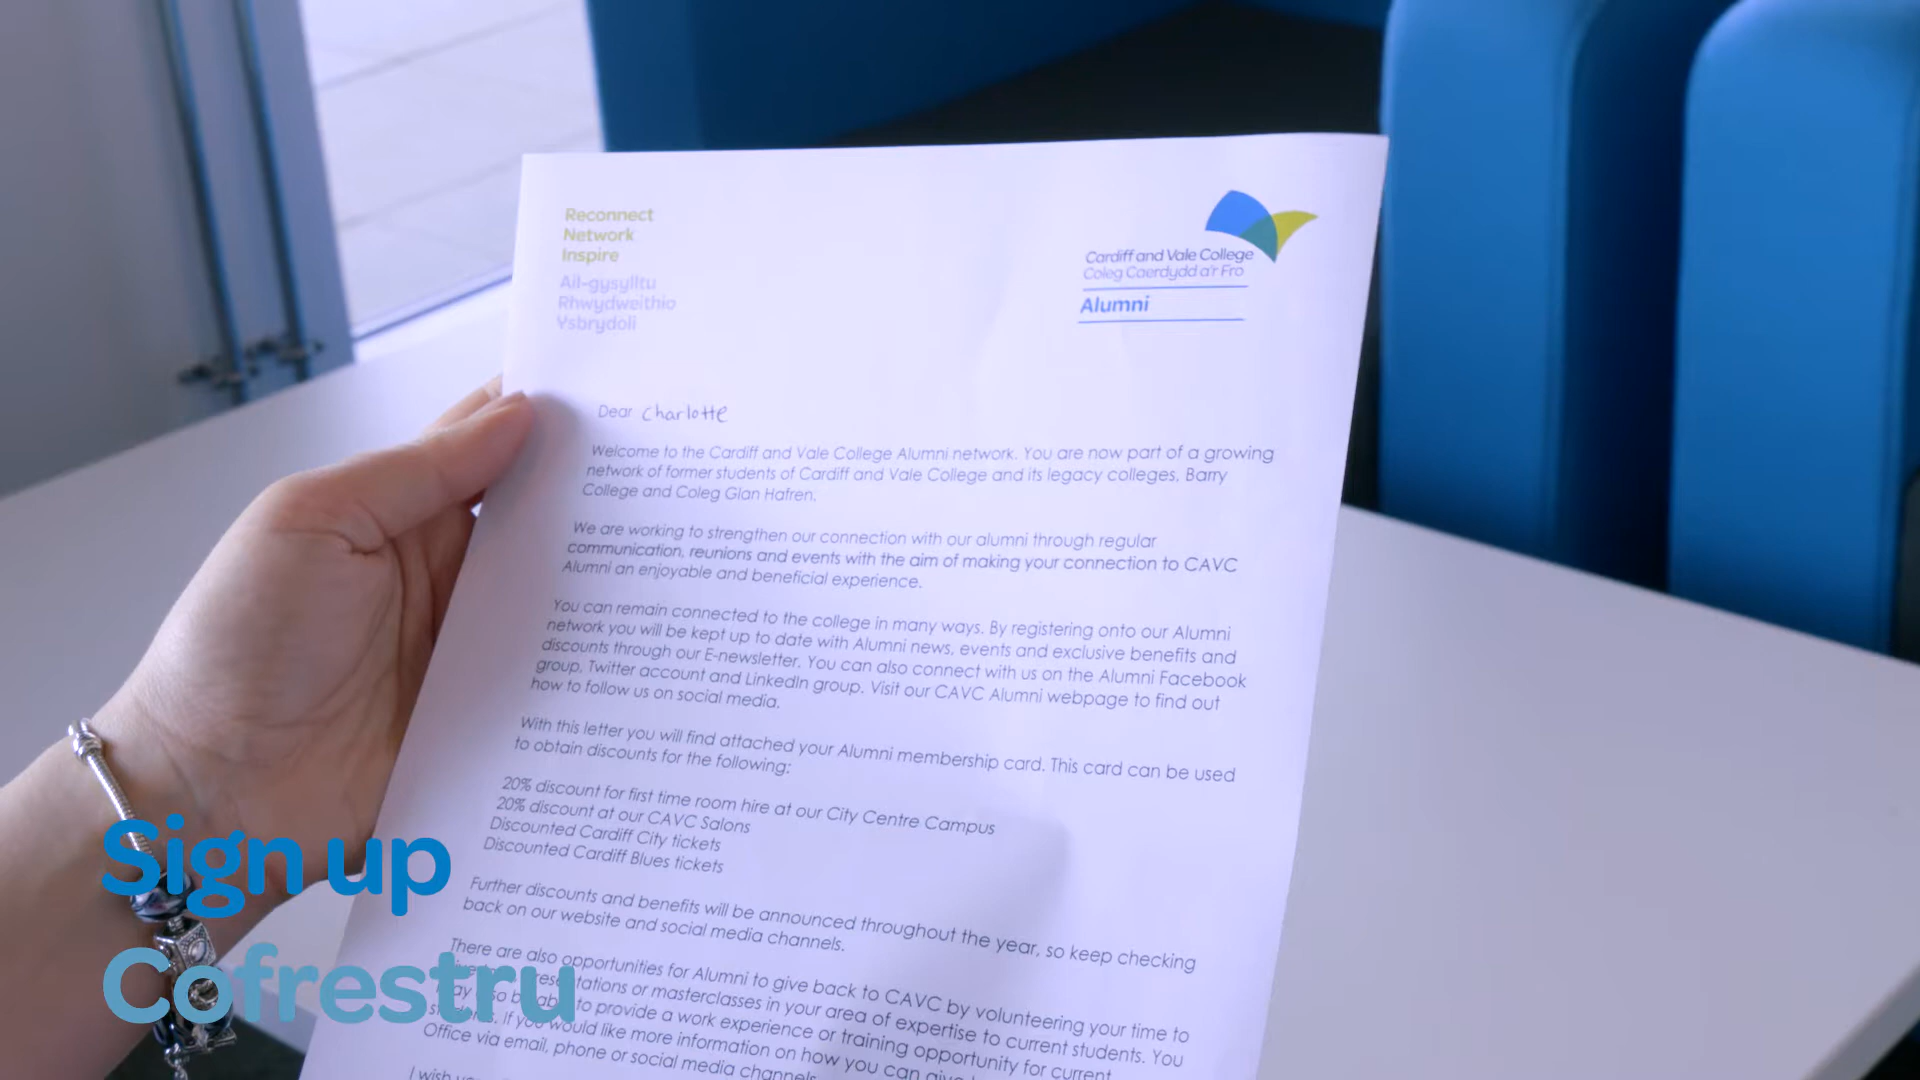 Reconnect
Network
Inspire
Ail-gysylltu
Rhwydweithio
Ysbrydoli
Cardiff and Vale College
Coleg Caerdydd a'r Fro
Alumni
Dear Charlotte
Welcome to the Cardiff and Vale College Alumni network. You are now part of a growing
network of former students of Cardiff and Vale College and its legacy colleges, Barry
College and Coleg Glan Hafren.
We are working to strengthen our connection with our alumni through regular
communication, reunions and events with the aim of making your connection to CAVC
Alumni an enjoyable and beneficial experience.
You can remain connected to the college in many ways. By registering onto our Alumni
network you will be kept up to date with Alumni news, events and exclusive benefits and
discounts through our E-newsletter. You can also connect with us on the Alumni Facebook
group, Twitter account and LinkedIn group. Visit our CAVC Alumni webpage to find out
how to follow us on social media.
With this letter you will find attached your Alumni membership card. This card can be used
to obtain discounts for the following:
20% discount for first time room hire at our City Centre Campus
20% discount at our CAVC Salons
Discounted Cardiff City tickets
Discounted Cardiff Blues tickets
Further discounts and benefits will be announced throughout the year, so keep checking
back on our website and social media channels.
There are also opportunities for Alumni to give back to CAVC by volunteering your time to
presentations or masterclasses in your area of expertise to current students. You
may also be able to provide a work experience or training opportunity for current
students. If you would like more information on how you can give
Office via email, phone or social media channels.
I wish
Sign up
Cofrestru